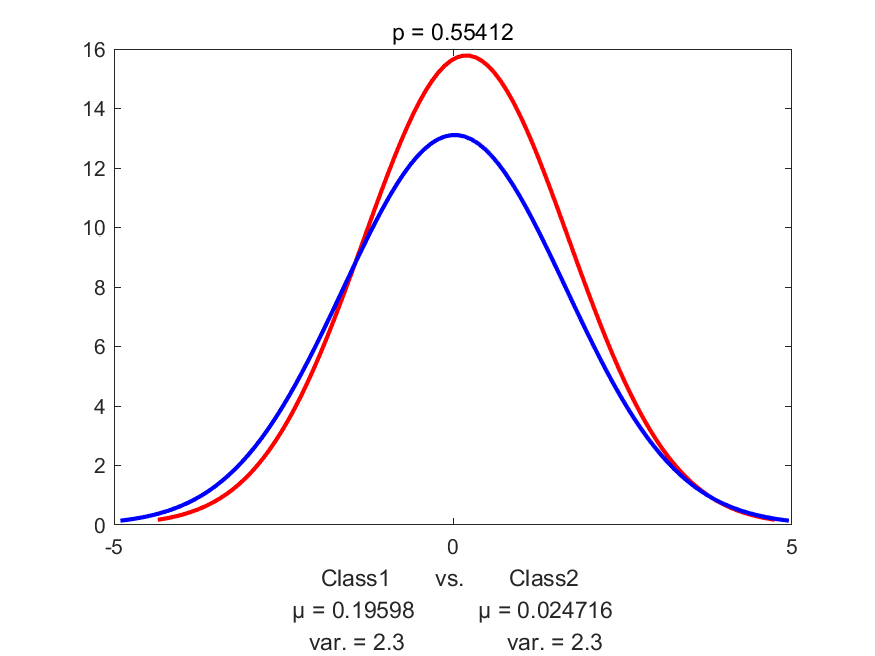 p = 0.55412
16
14
12
10
8
6
4
2
0
-5 0 5
Class1 vs. Class2
μ = 0.19598 μ = 0.024716
var. = 2.3 var. = 2.3